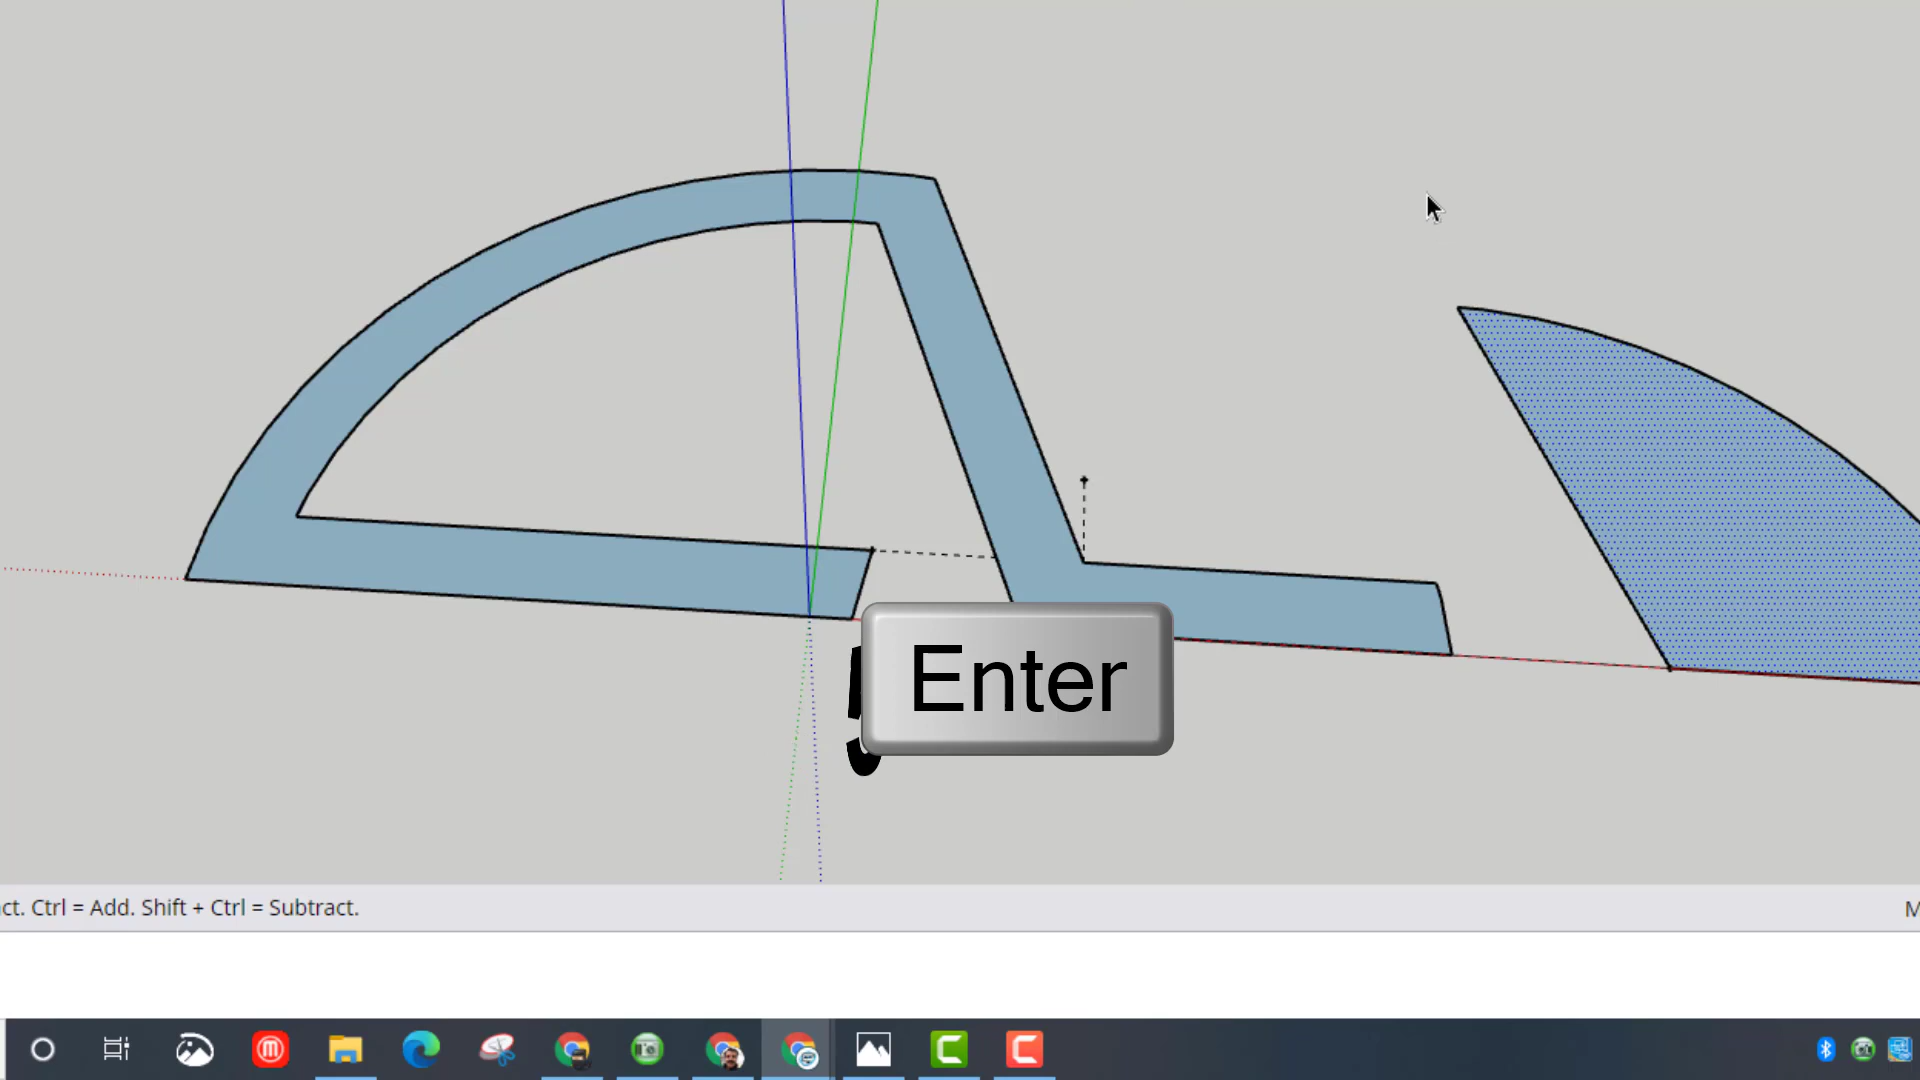 Enter
ct. Ctrl = Add. Shift + Ctrl = Subtract.
M